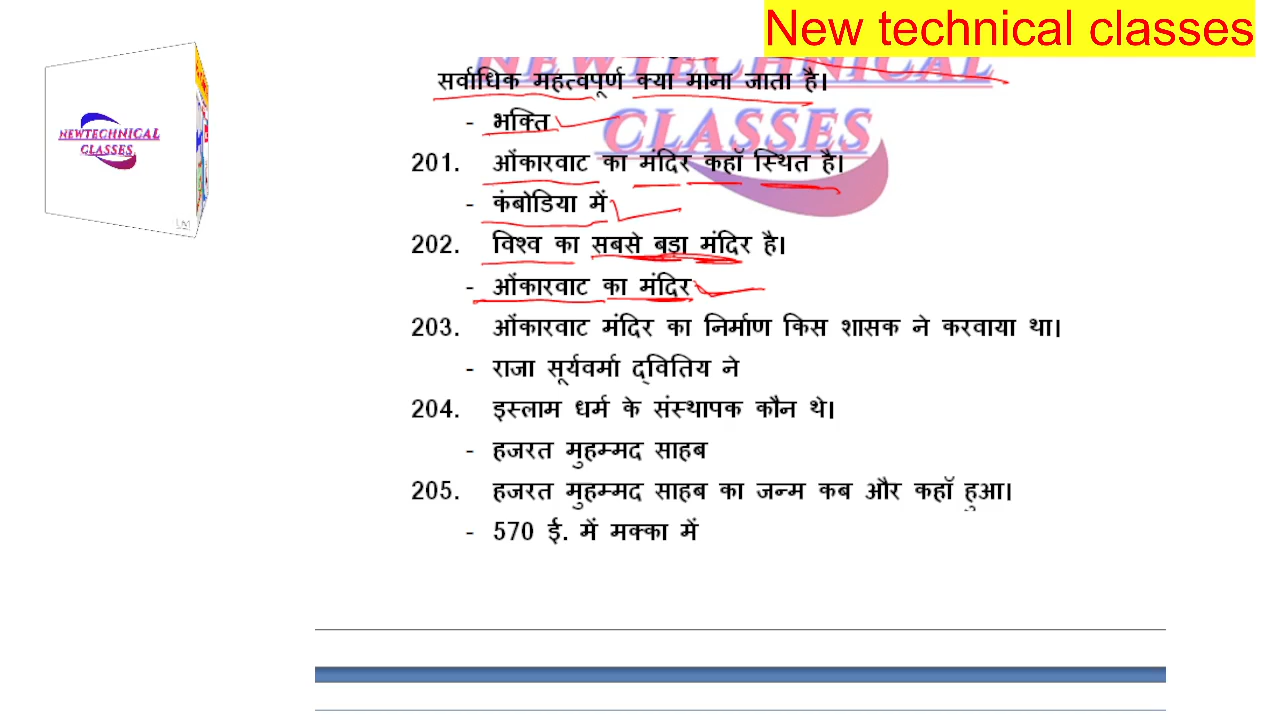 New technical classes
NEWTECHNICAL
CLASSES
NEWTECHNICAL
सर्वाधिक महत्वपूर्ण क्या माना जाता है।
- भक्ति
CLASSES
201. ओंकारवाट का मंदिर कहॉ स्थित है।
- कंबोडिया में
202. विश्व का सबसे बडा मंदिर है।
- ओंकारवाट का मंदिर
203. ओंकारवाट मंदिर का निर्माण किस शासक ने करवाया था।
- राजा सूर्यवर्मा द्वितिय ने
204. इस्लाम धर्म के संस्थापक कौन थे।
- हजरत मुहम्मद साहब
205. हजरत मुहम्मद साहब का जन्म कब और कहॉ हुआ।
- 570 ई. में मक्का में